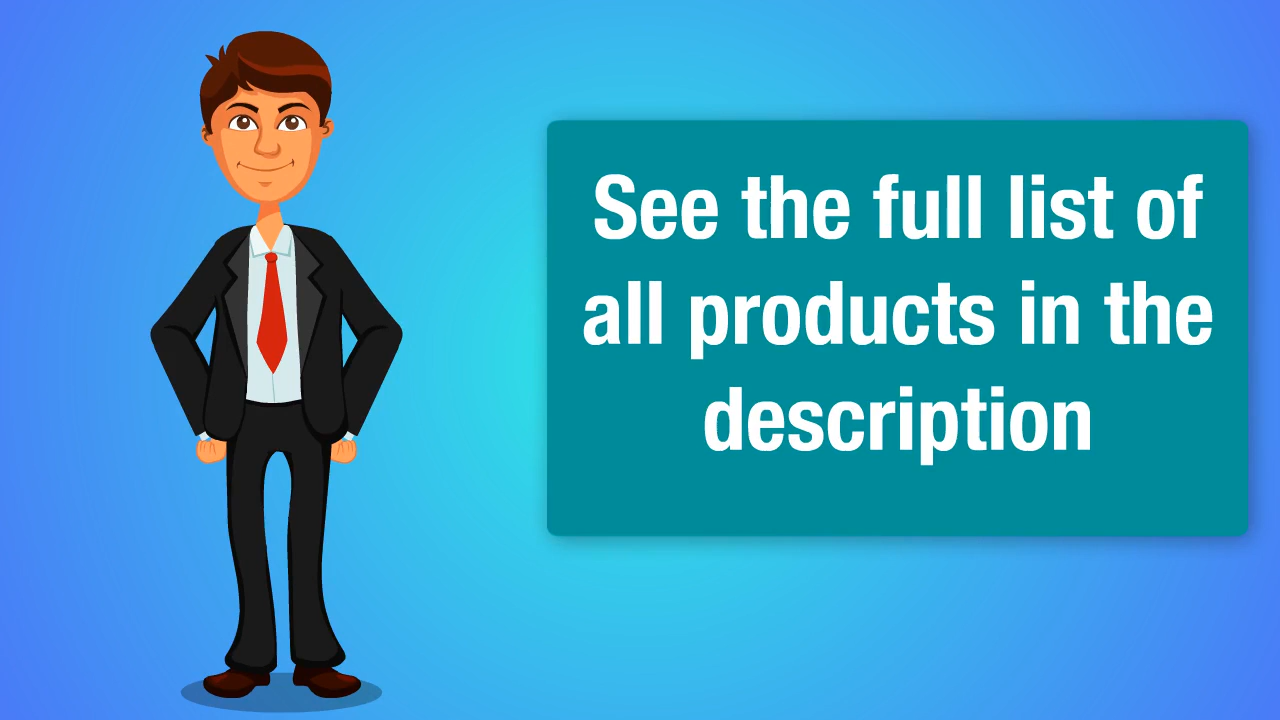 See the full list of
all products in the
description